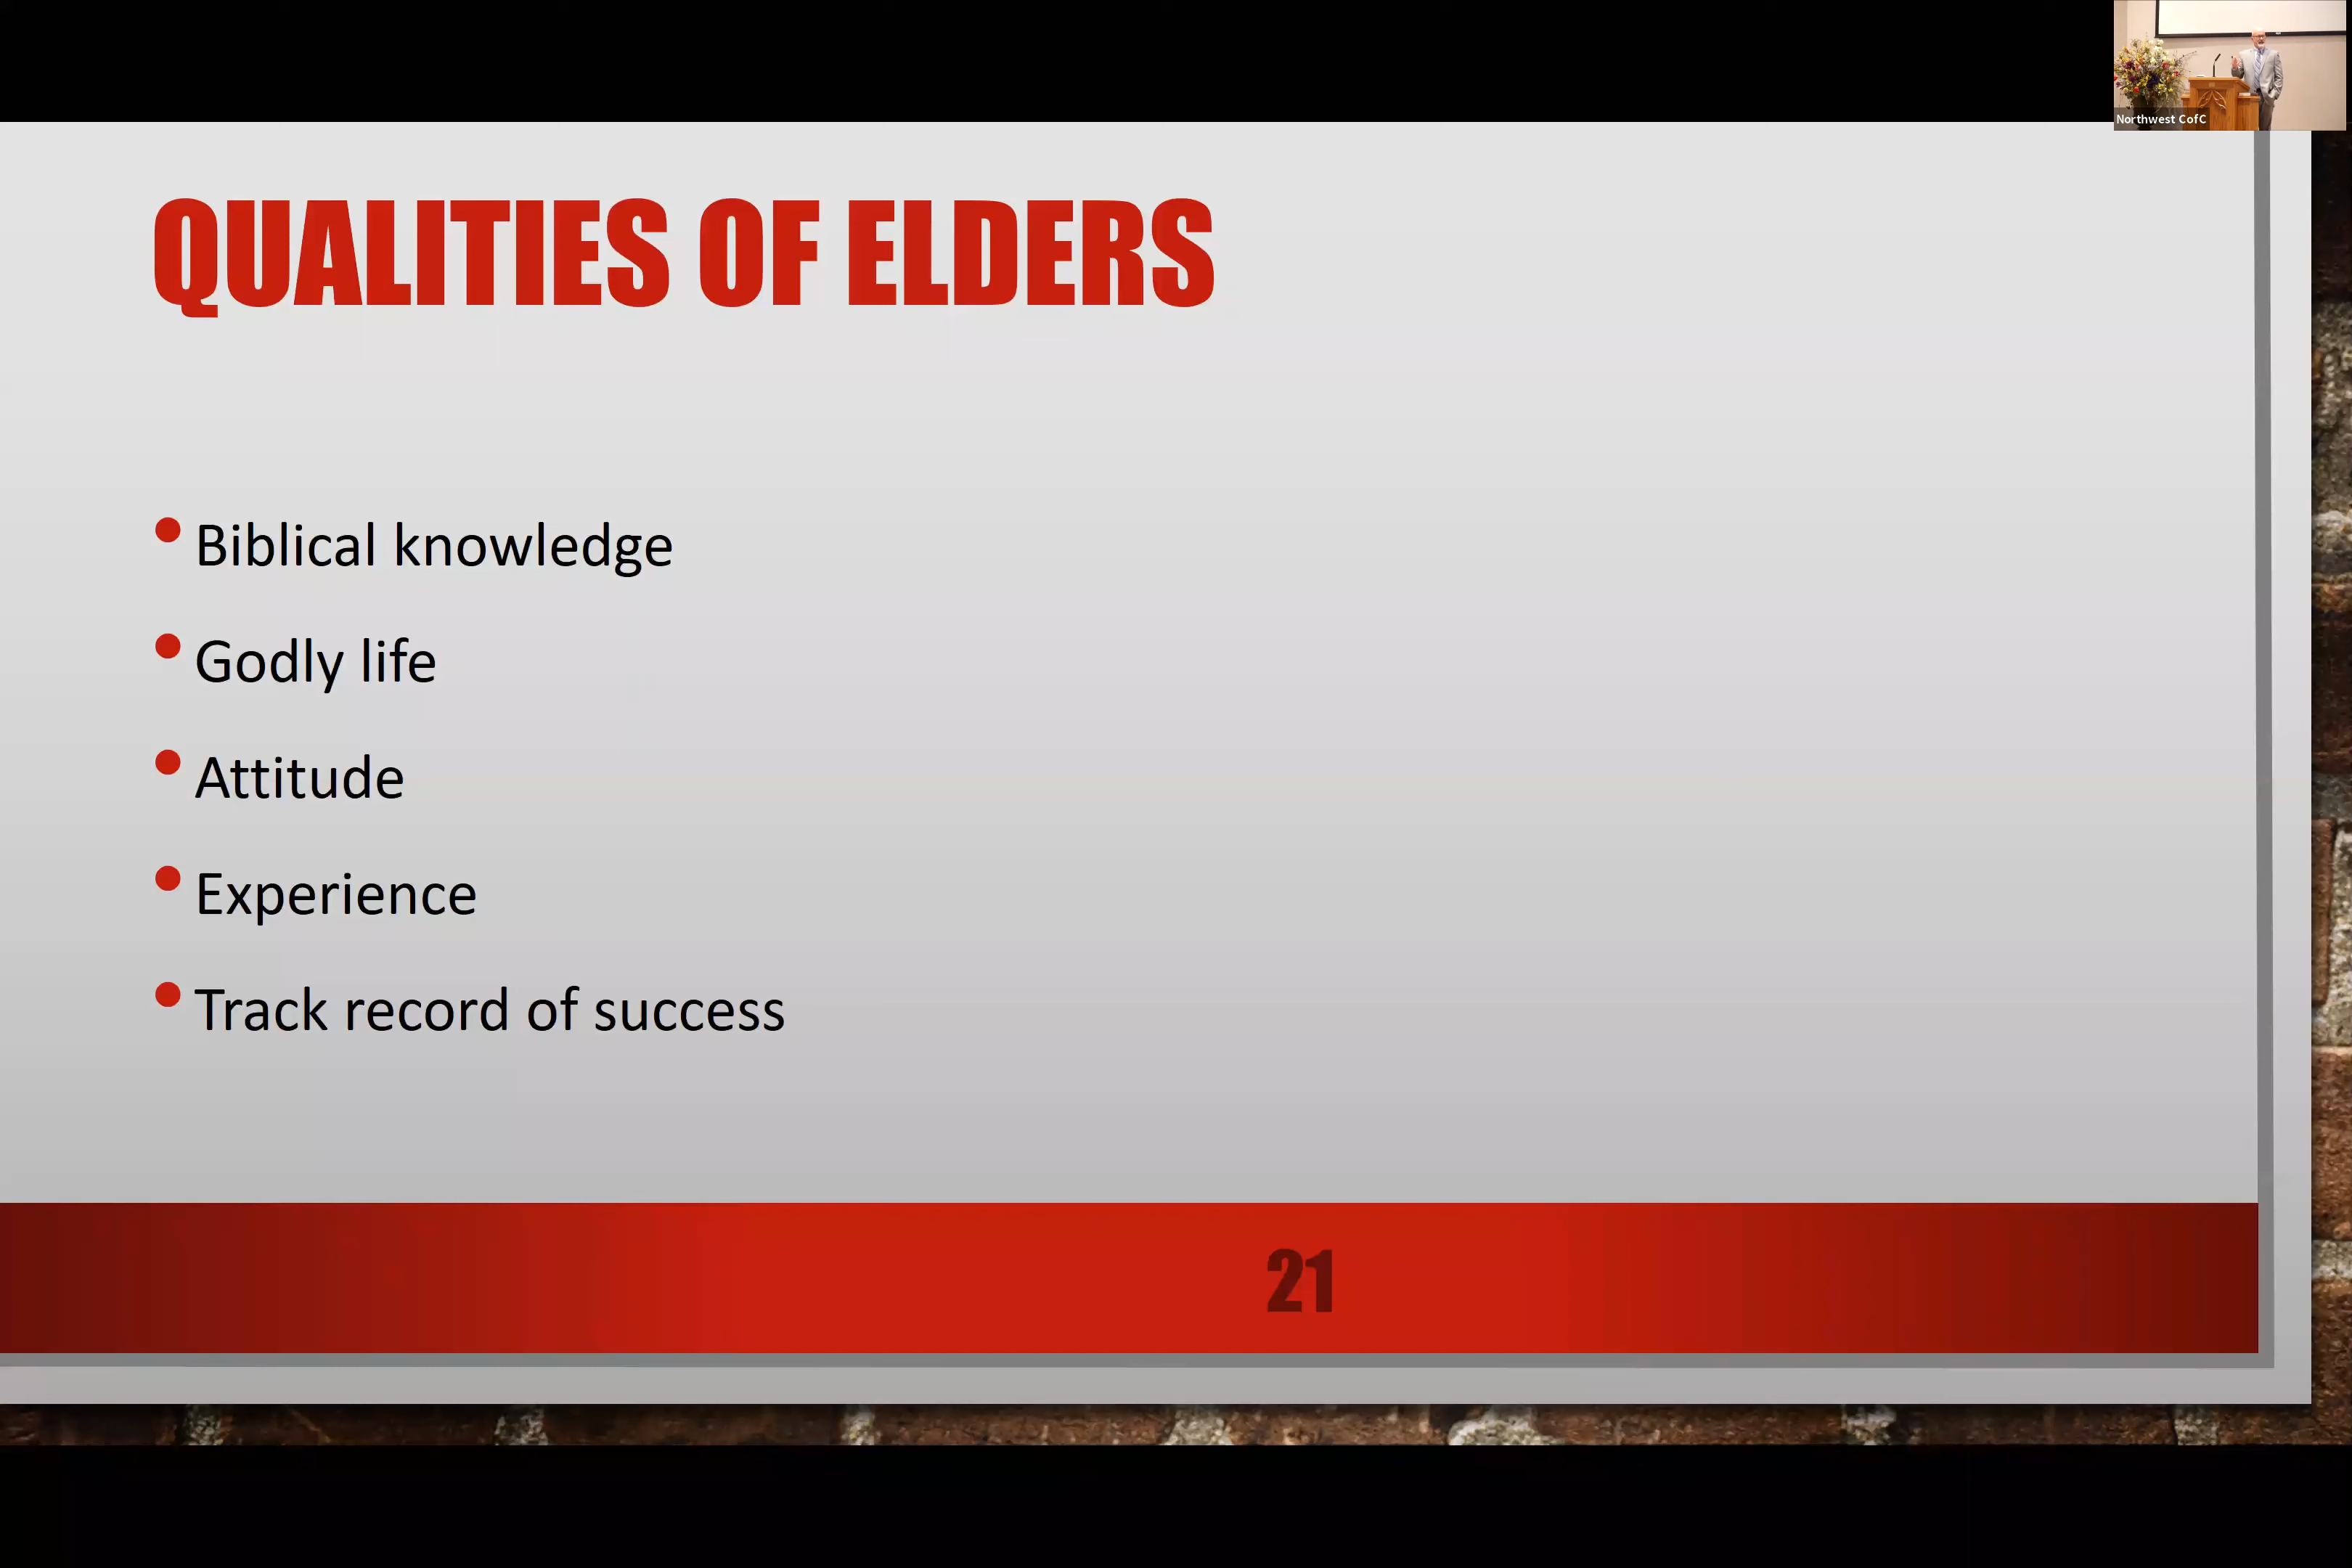 Northwest CofC
QUALITIES OF ELDERS
Biblical knowledge
Godly life
Attitude
Experience
Track record of success
21